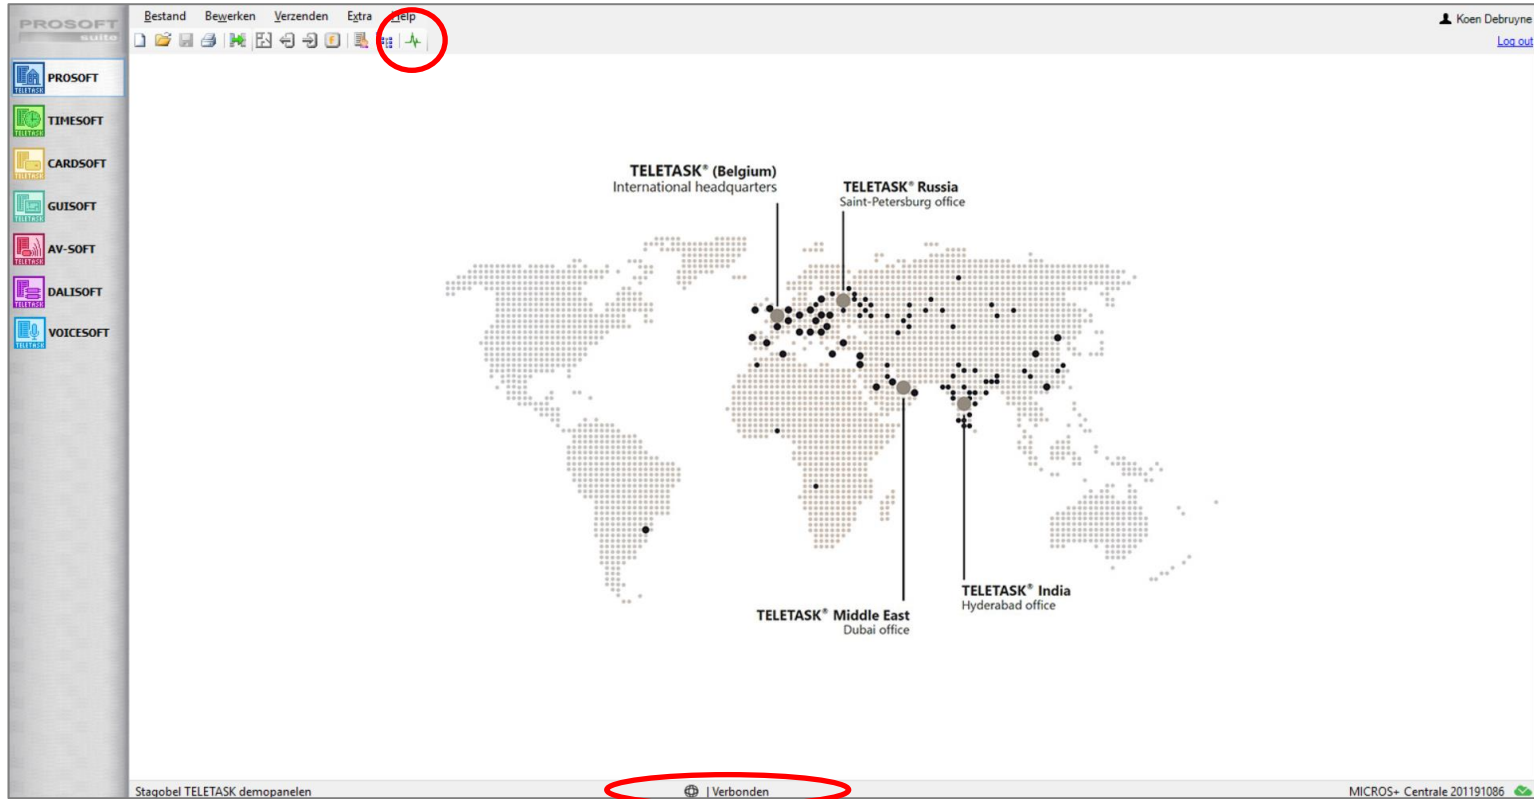 PROSOFT
suite
Bestand Bewerken Verzenden Extra Help
Koen Debruyne
Log out
PROSOFT
TIMESOFT
CARDSOFT
GUISOFT
AV-SOFT
DALISOFT
VOICESOFT
TELETASK® (Belgium)
International headquarters
TELETASK® Russia
Saint-Petersburg office
TELETASK® India
Hyderabad office
TELETASK® Middle East
Dubai office
Stagobel TELETASK demopanelen
| Verbonden
MICROS+ Centrale 201191086